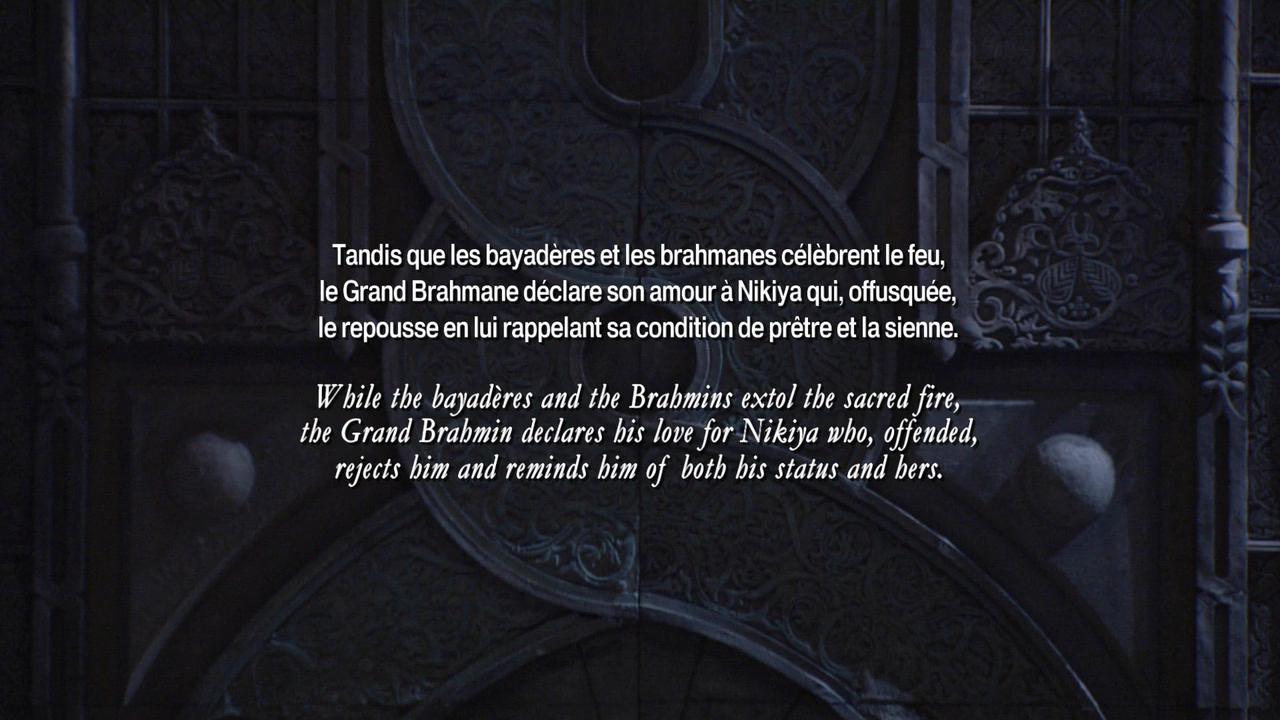 Tandis que les bayadères et les brahmanes célèbrent le feu,
le Grand Brahmane déclare son amour à Nikiya qui, offusquée,
le repousse en lui rappelant sa condition de prêtre et la sienne.
While the bayadères and the Brahmins extol the sacred fire,
the Grand Brahmin declares his love for Nikiya who, offended,
rejects him and reminds him of both his status and hers.